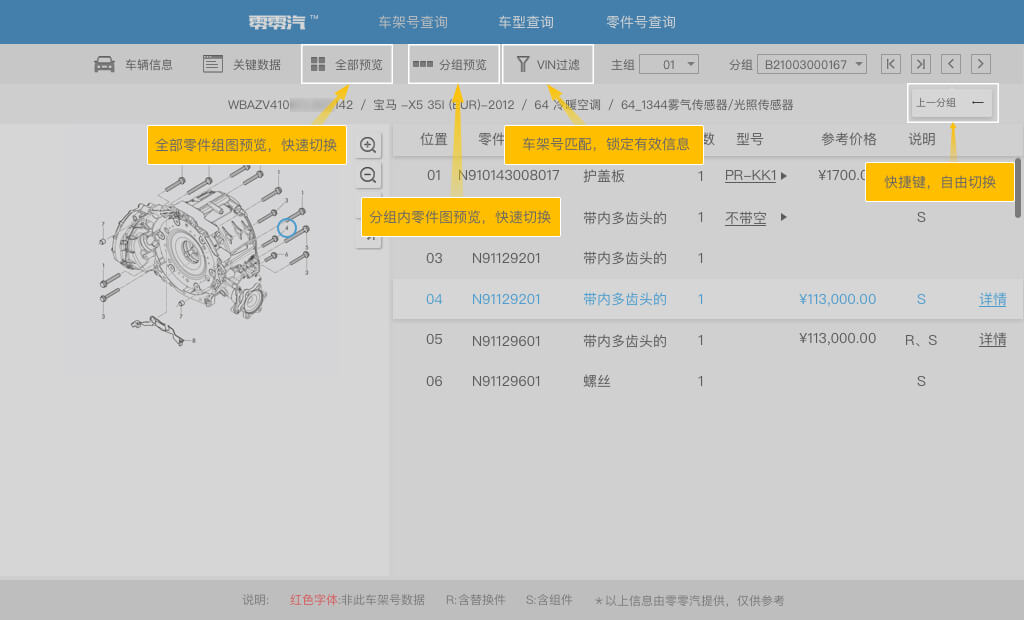 零零汽™ 车架号查询 车型查询 零件号查询
车辆信息 关键数据 全部预览 分组预览 VIN过滤 主组 01 分组 B21003000167
WBAZV410 142 / 宝马 -X5 35I (EUR)-2012 / 64 冷暖空调 / 64_1344雾气传感器/光照传感器 上一分组
全部零件组图预览，快速切换
车架号匹配，锁定有效信息
快捷键，自由切换
分组内零件图预览，快速切换
位置 零件 数 型号 参考价格 说明
01 N910143008017 护盖板 1 PR-KK1 ¥1700.
带内多齿头的 1 不带空 S
03 N91129201 带内多齿头的 1
04 N91129201 带内多齿头的 1 ¥113,000.00 S 详情
05 N91129601 带内多齿头的 1 ¥113,000.00 R、S 详情
06 N91129601 螺丝 1 S
说明: 红色字体:非此车架号数据 R:含替换件 S:含组件 *以上信息由零零汽提供，仅供参考